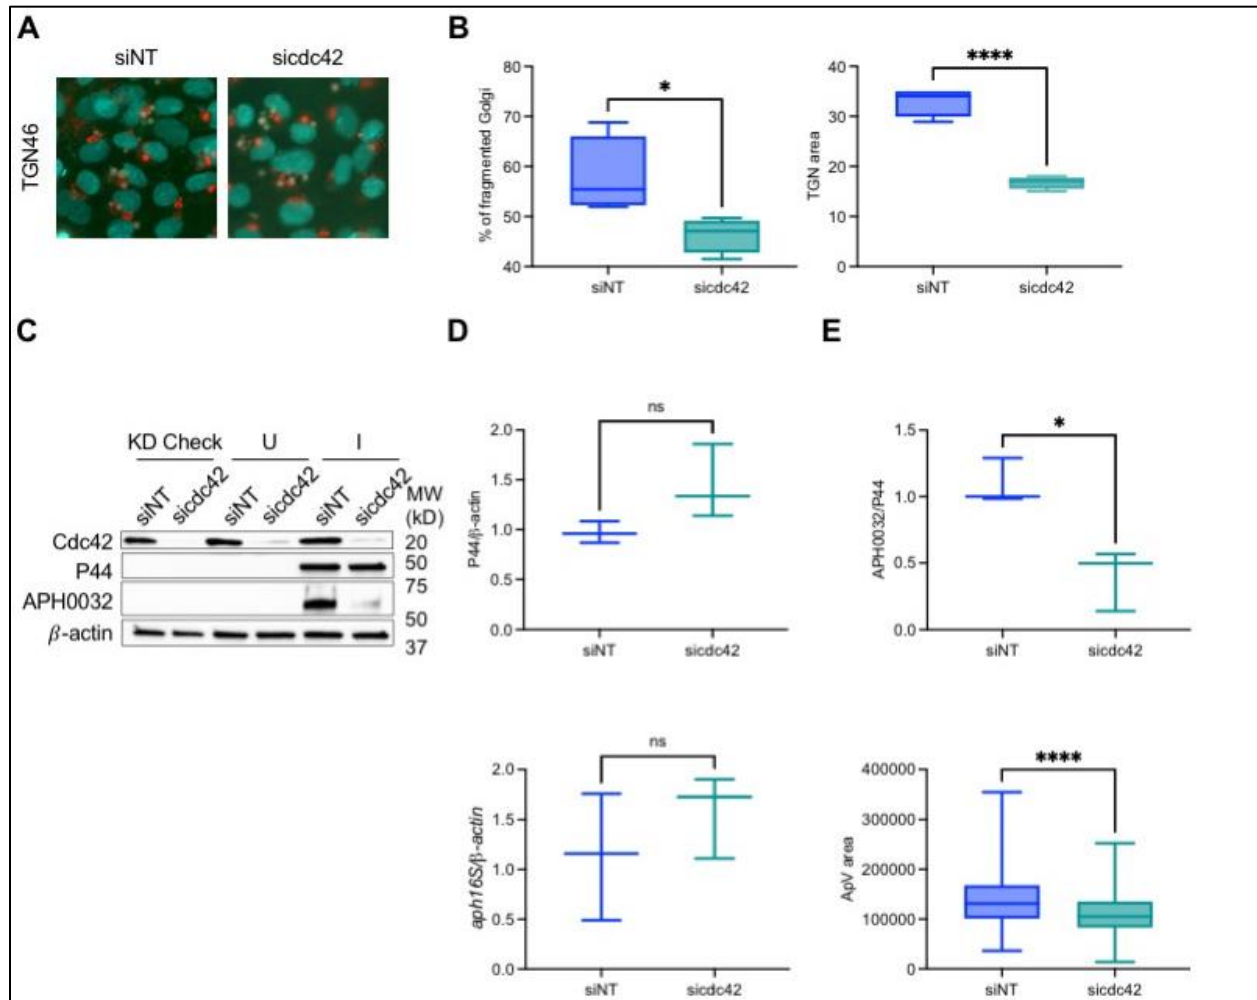 A
siNT
sicdc42
TGN46
B
80
70
60
50
40
% of fragmented Golgi
*
siNT
sicdc42
40
30
20
10
0
TGN area
****
siNT
sicdc42
C
KD Check
U
I
siNT
sicdc42
siNT
sicdc42
siNT
sicdc42
MW
(kD)
Cdc42
P44
APH0032
β-actin
20
50
75
50
37
D
2.0
1.5
1.0
0.5
0.0
P44/β-actin
ns
siNT
sicdc42
E
1.5
1.0
0.5
0.0
APH0032/P44
*
siNT
sicdc42
2.0
1.5
1.0
0.5
0.0
aph16S/β-actin
ns
siNT
sicdc42
400000
300000
200000
100000
0
ApV area
****
siNT
sicdc42